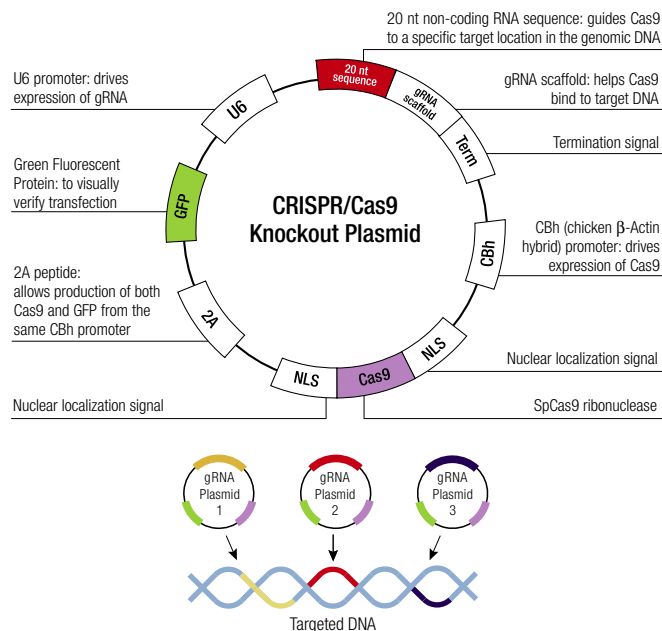 20 nt non-coding RNA sequence: guides Cas9
to a specific target location in the genomic DNA
U6 promoter: drives
expression of gRNA
20 nt
sequence
gRNA
scaffold
gRNA scaffold: helps Cas9
bind to target DNA
U6
Term
Termination signal
Green Fluorescent
Protein: to visually
verify transfection
GFP
CRISPR/Cas9
Knockout Plasmid
CBh
CBh (chicken β-Actin
hybrid) promoter: drives
expression of Cas9
2A peptide:
allows production of both
Cas9 and GFP from the
same CBh promoter
2A
NLS
Cas9
NLS
Nuclear localization signal
Nuclear localization signal
SpCas9 ribonuclease
gRNA
Plasmid
1
gRNA
Plasmid
2
gRNA
Plasmid
3
Targeted DNA